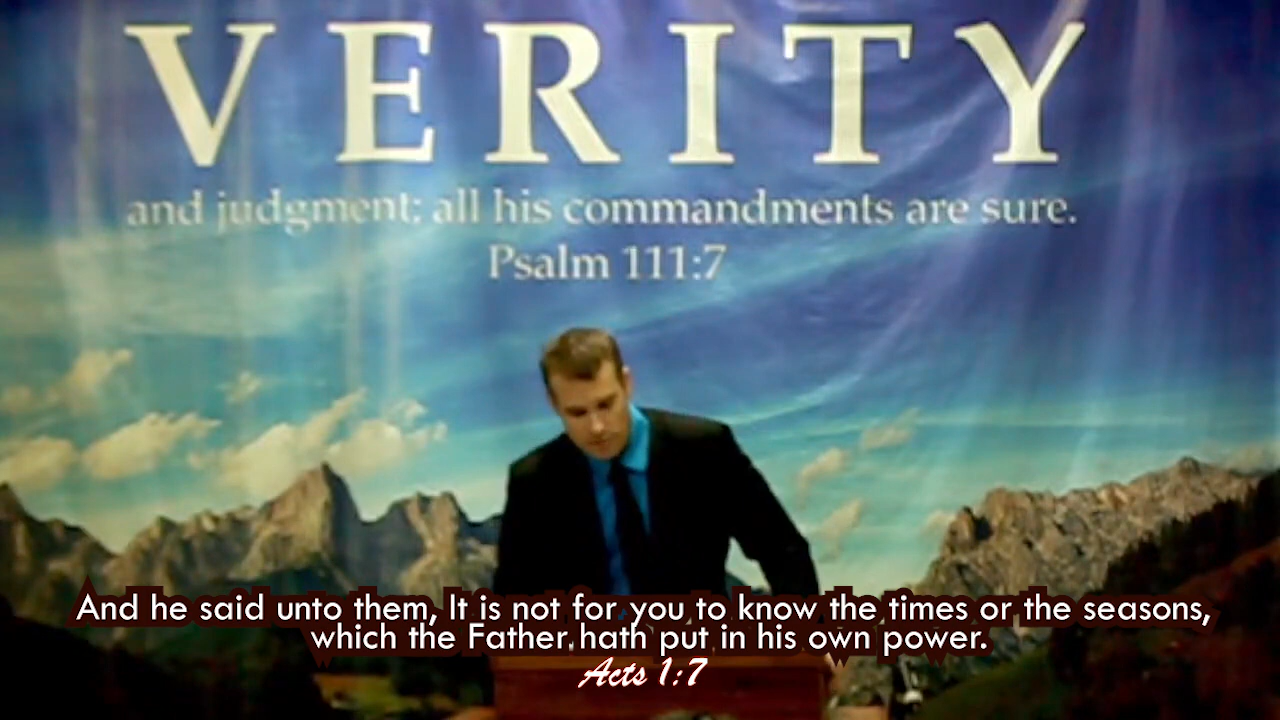 VERITY
and judgment: all his commandments are sure.
Psalm 111:7
And he said unto them, It is not for you to know the times or the seasons,
which the Father hath put in his own power.
Acts 1:7